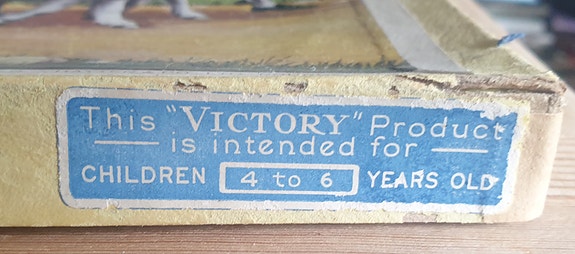 This "VICTORY" Product
is intended for
CHILDREN 4 to 6 YEARS OLD